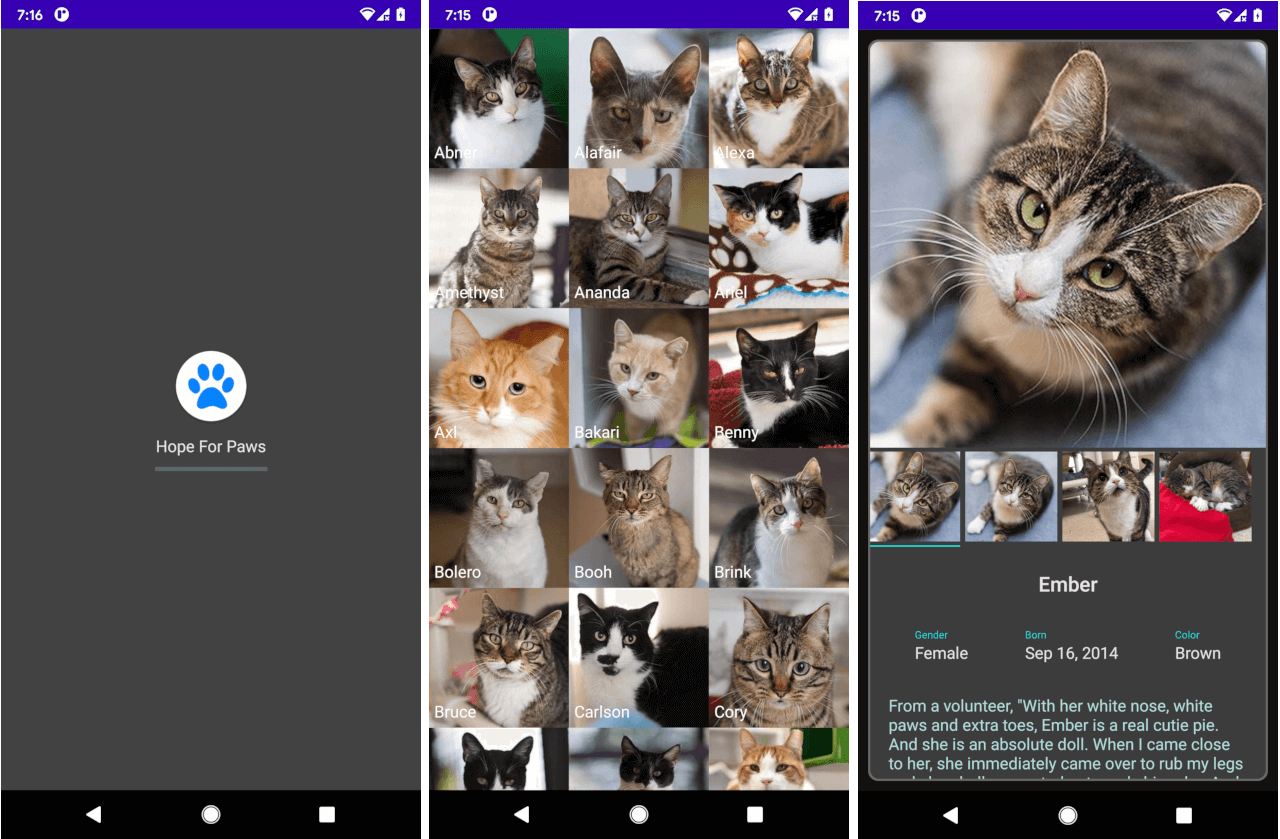 7:16
Hope For Paws
7:15
Abner
Alafair
Alexa
Amethyst
Ananda
Ariel
Axl
Bakari
Benny
Bolero
Booh
Brink
Bruce
Carlson
Cory
7:15
Ember
Gender
Born
Color
Female
Sep 16, 2014
Brown
From a volunteer, "With her white nose, white
paws and extra toes, Ember is a real cutie pie.
And she is an absolute doll. When I came close
to her, she immediately came over to rub my legs